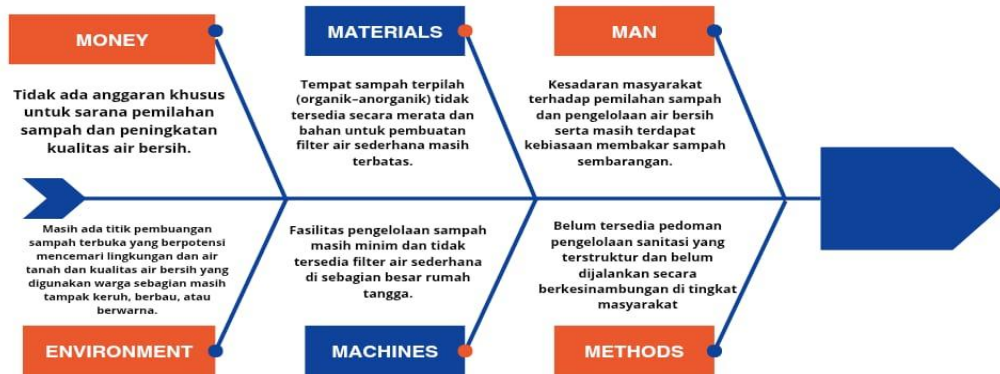 MONEY
Tidak ada anggaran khusus
untuk sarana pemilahan
sampah dan peningkatan
kualitas air bersih.
MATERIALS
Tempat sampah terpilah
(organik–anorganik) tidak
tersedia secara merata dan
bahan untuk pembuatan
filter air sederhana masih
terbatas.
MAN
Kesadaran masyarakat
terhadap pemilahan sampah
dan pengelolaan air bersih
serta masih terdapat
kebiasaan membakar sampah
sembarangan.
Masih ada titik pembuangan
sampah terbuka yang berpotensi
mencemari lingkungan dan air
tanah dan kualitas air bersih yang
digunakan warga sebagian masih
tampak keruh, berbau, atau
berwarna.
ENVIRONMENT
Fasilitas pengelolaan sampah
masih minim dan tidak
tersedia filter air sederhana
di sebagian besar rumah
tangga.
MACHINES
Belum tersedia pedoman
pengelolaan sanitasi yang
terstruktur dan belum
dijalankan secara
berkesinambungan di tingkat
masyarakat
METHODS